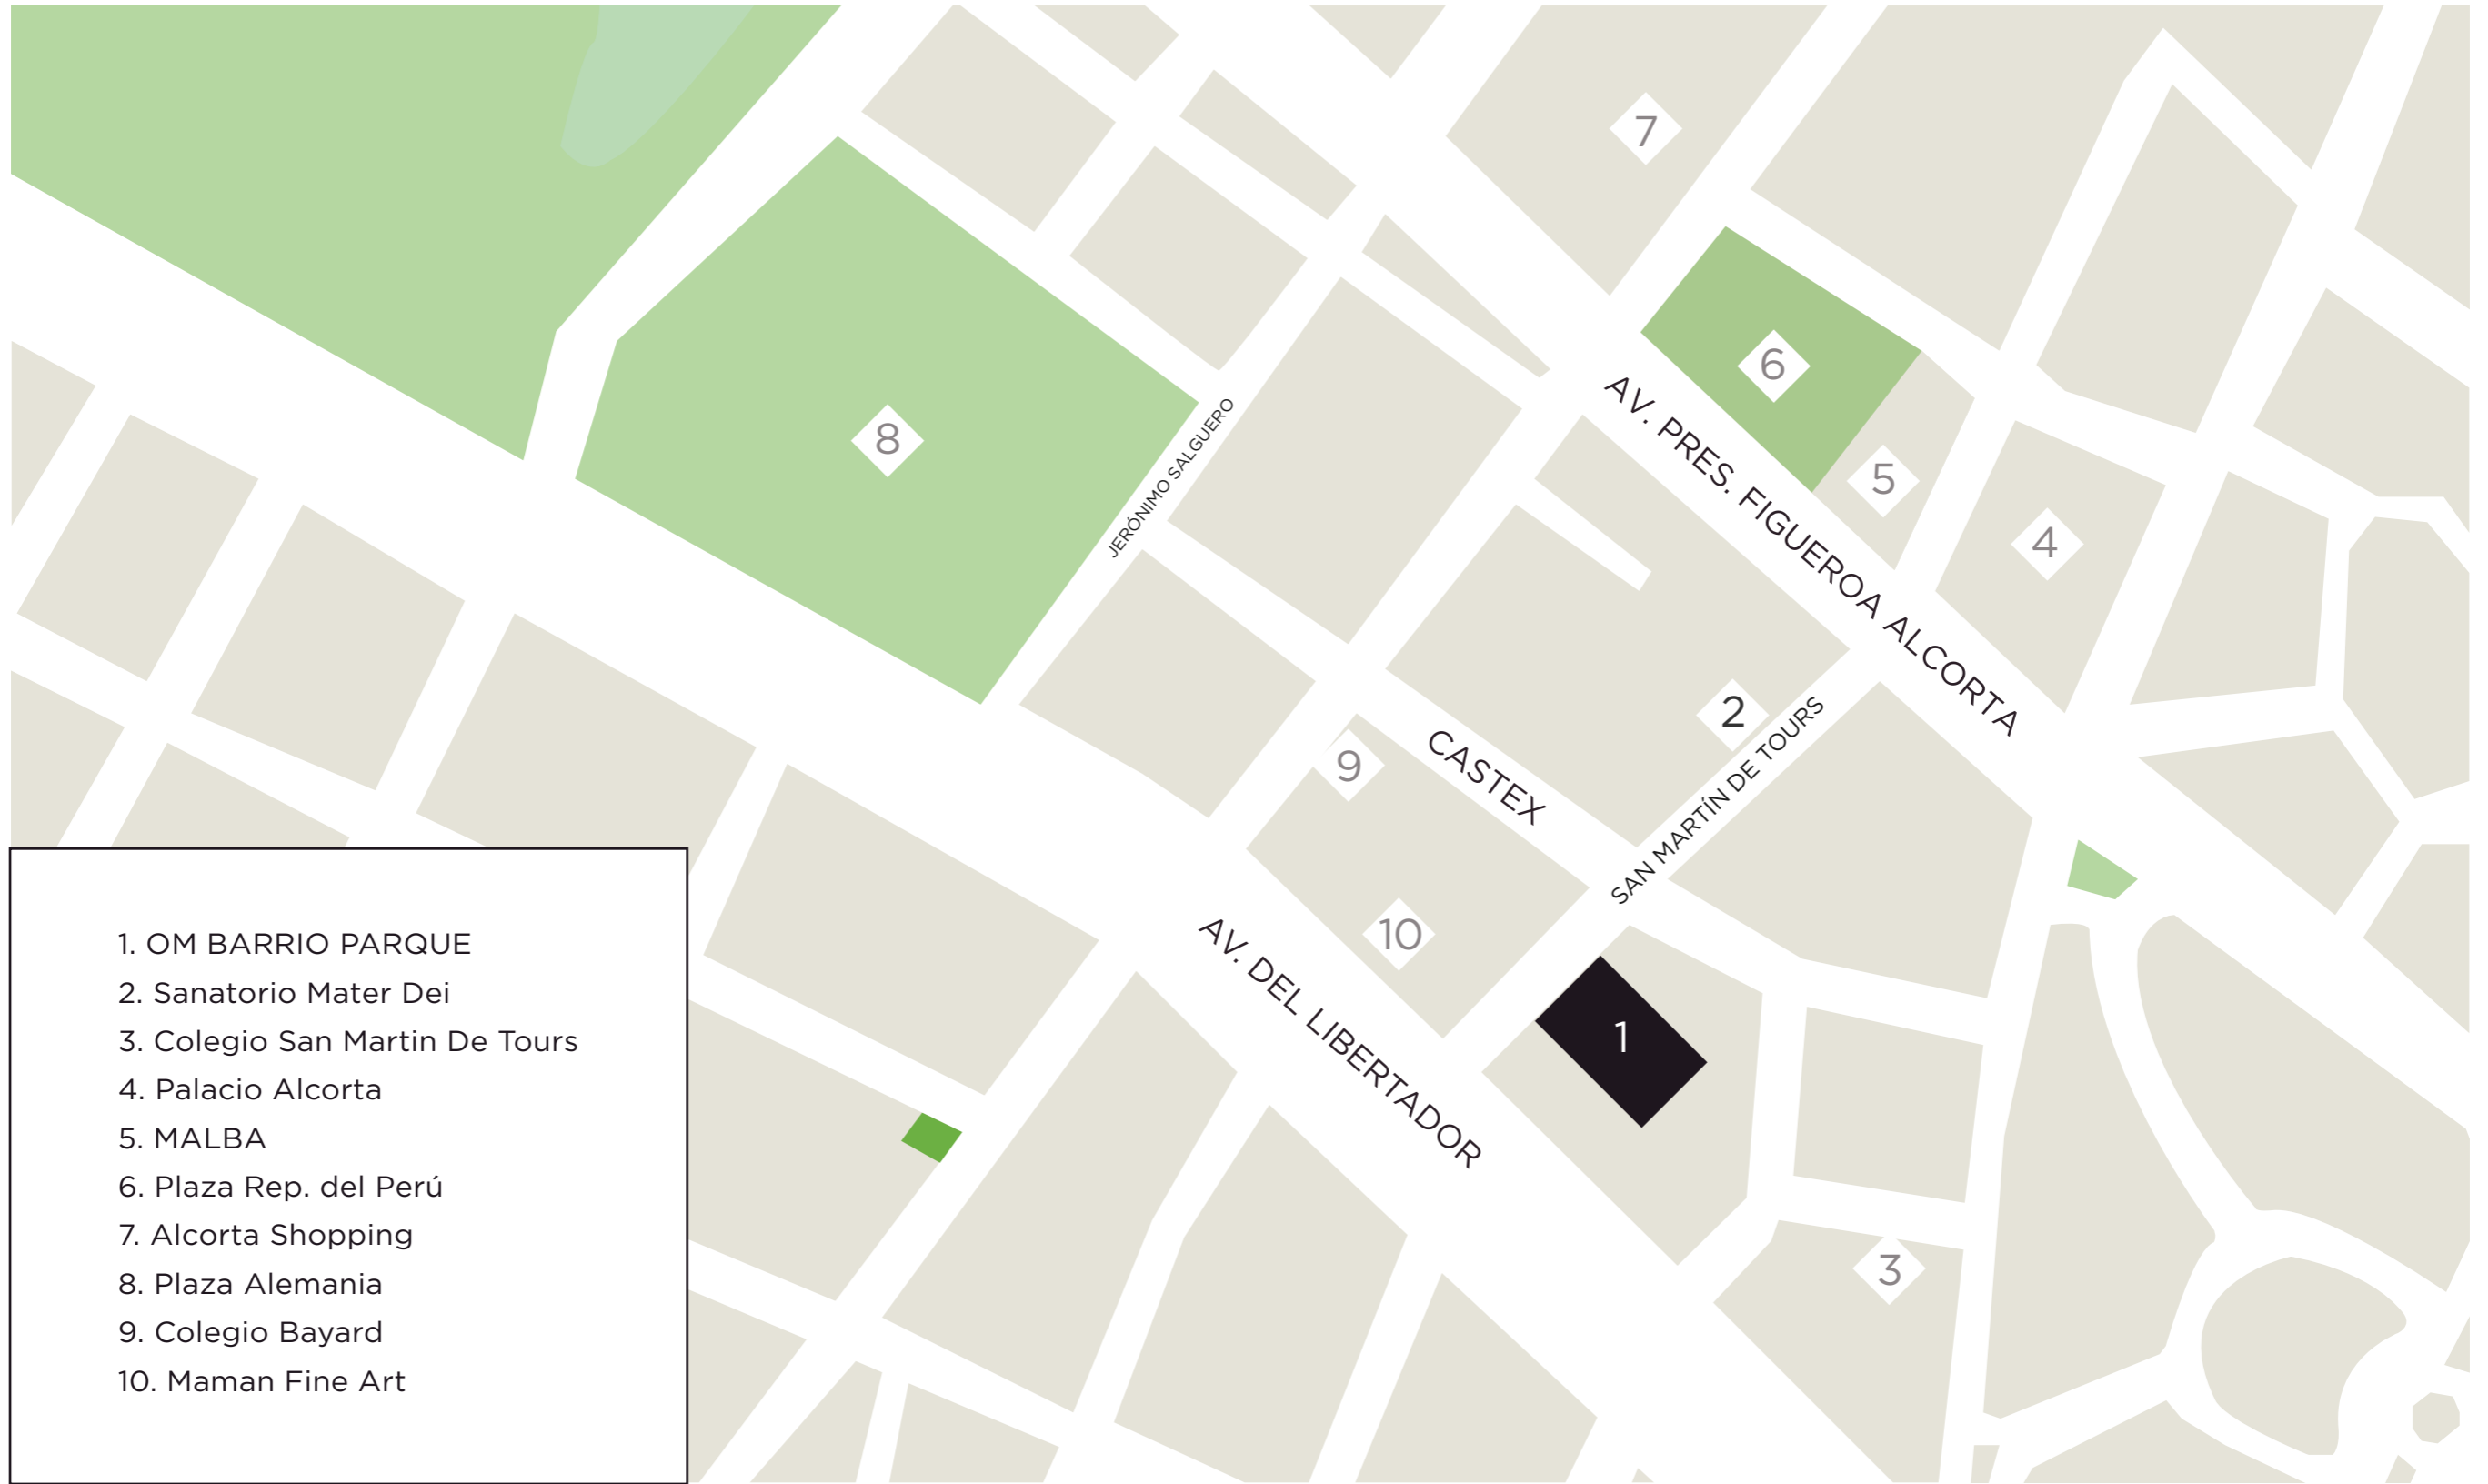 7
6
AV. PRES. FIGUEROA ALCORTA
5
8
JERÓNIMO SALGUERO
4
2
SAN MARTÍN DE TOURS
CASTEX
9
10
AV. DEL LIBERTADOR
1
3
1. OM BARRIO PARQUE
2. Sanatorio Mater Dei
3. Colegio San Martin De Tours
4. Palacio Alcorta
5. MALBA
6. Plaza Rep. del Perú
7. Alcorta Shopping
8. Plaza Alemania
9. Colegio Bayard
10. Maman Fine Art